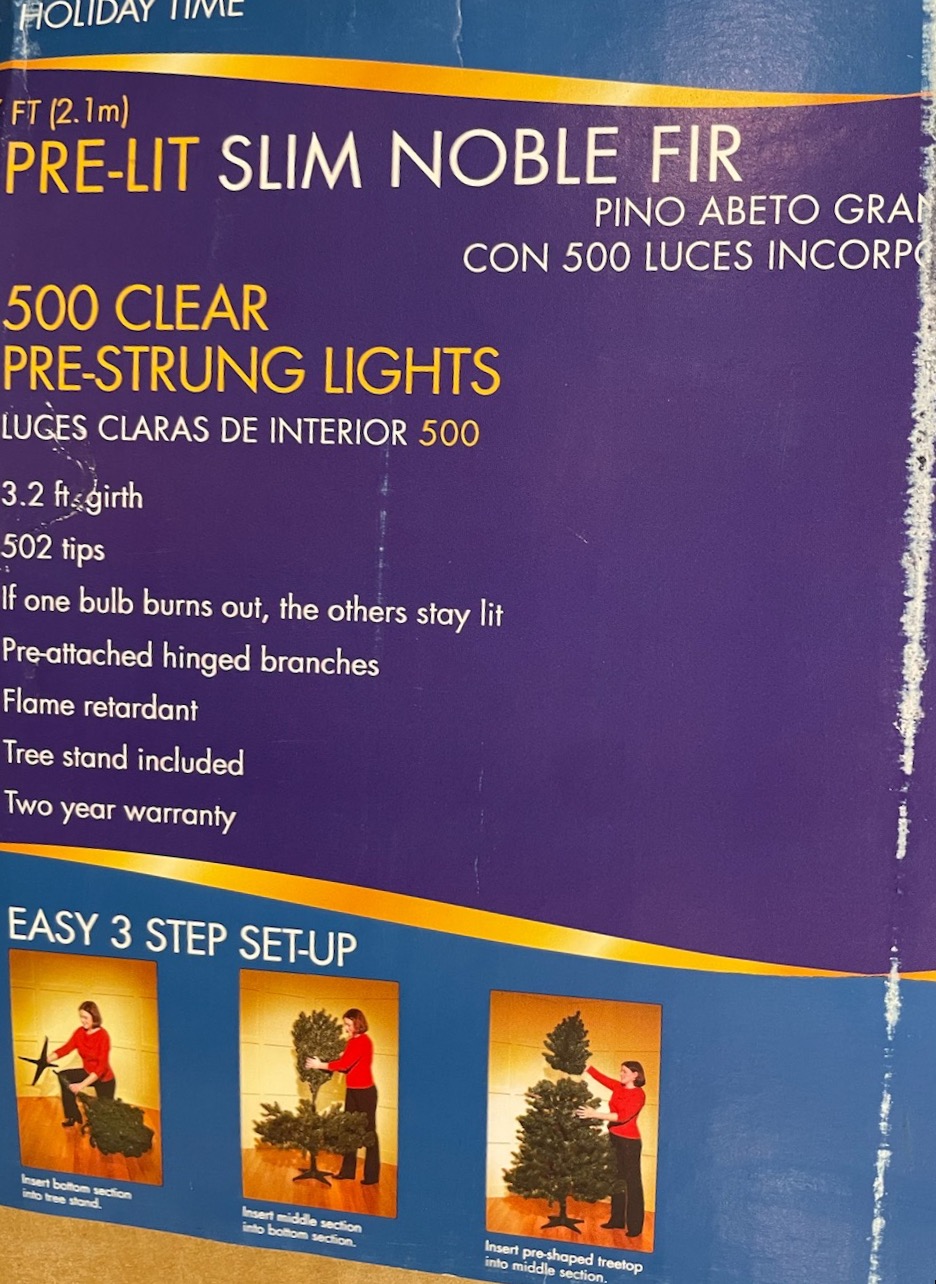 HOLIDAY TIME
FT (2.1m)
PRE-LIT SLIM NOBLE FIR
PINO ABETO
CON 500 LUCES
500 CLEAR
PRE-STRUNG LIGHTS
LUCES CLARAS DE INTERIOR 500
3.2 ft. girth
502 tips
If one bulb burns out, the others stay lit
Pre-attached hinged branches
Flame retardant
Tree stand included
Two year warranty
EASY 3 STEP SET-UP
Insert bottom section
into tree stand.
Insert middle section
into bottom section.
Insert pre-shaped treetop
into middle section.